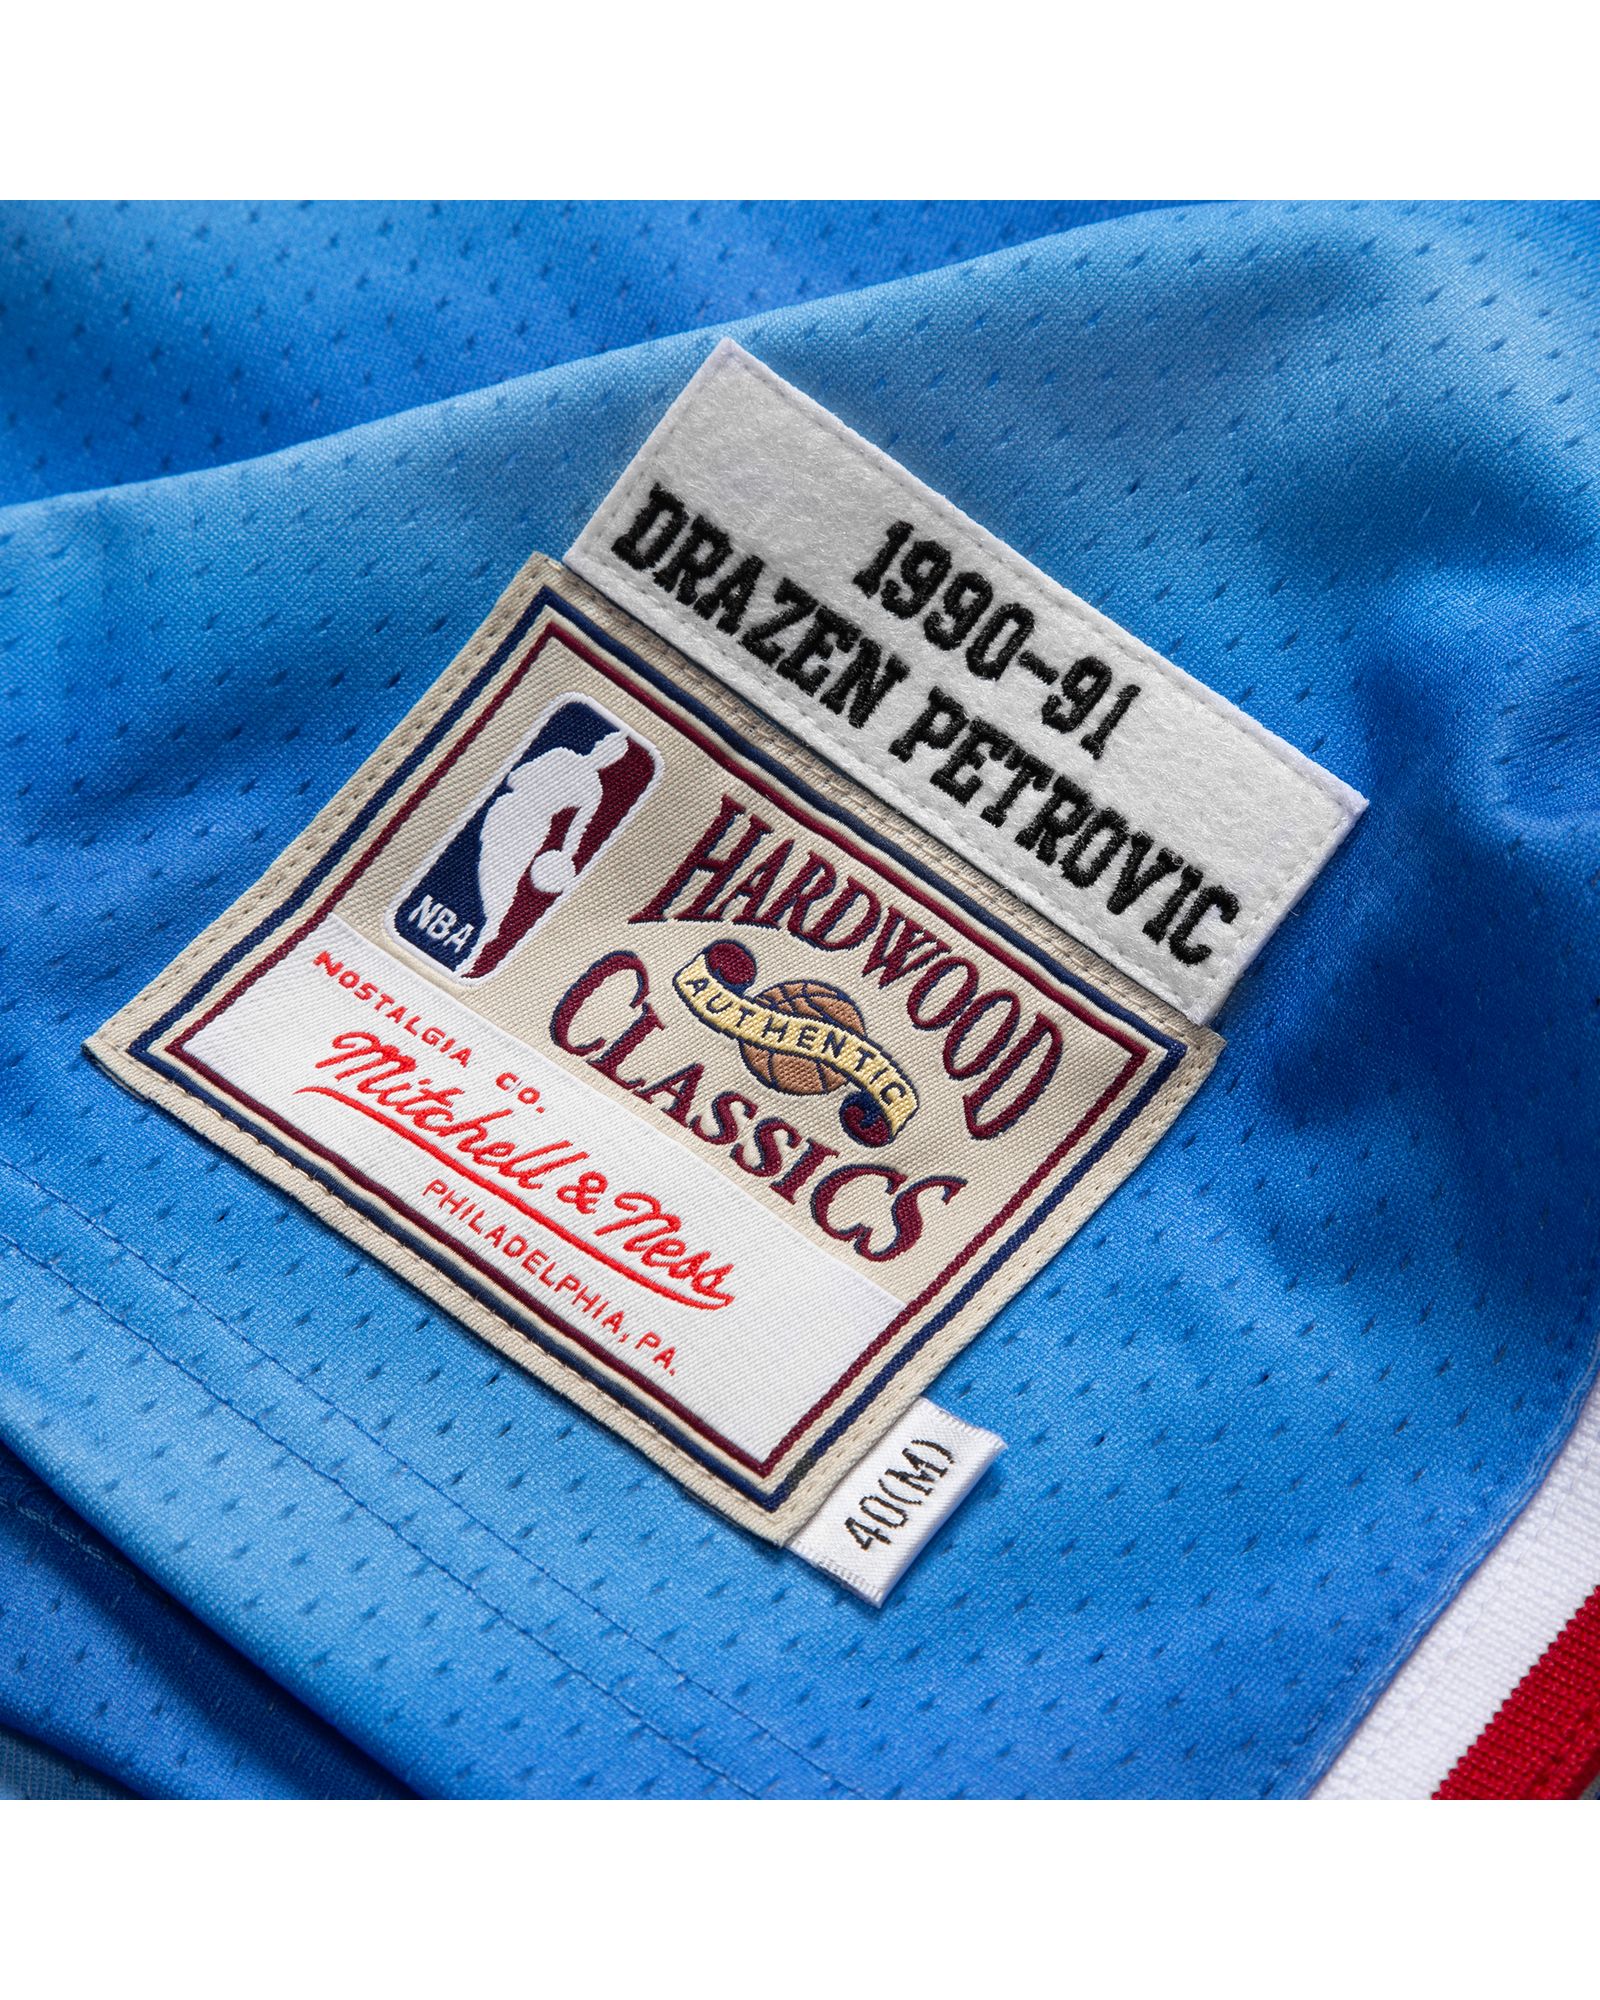 1990-91
DRAZEN PETROVIC
NBA
HARDWOOD
AUTHENTIC
CLASSICS
NOSTALGIA CO.
Mitchell & Ness
PHILADELPHIA, PA.
40(M)